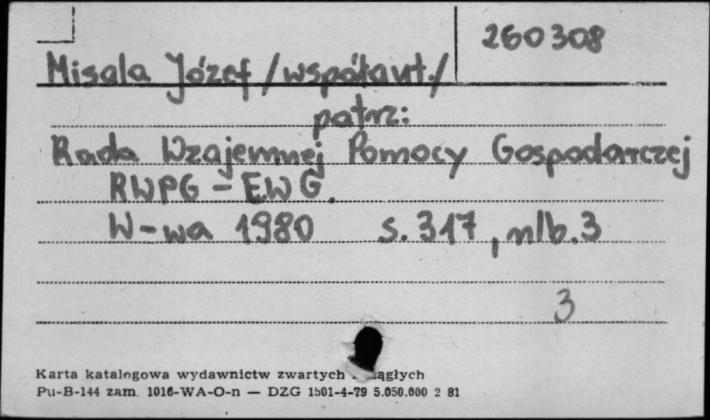 260308
Misala Józef /współaut./
patrz:
Rada Wzajemnej Pomocy Gospodarczej
RWPG - EWG.
W-wa 1980 s. 317, nlb. 3
3
Karta katalogowa wydawnictw zwartych ągłych
Pu-B-144 zam. 1016-WA-O-n — DZG 1501-4-79 5.050.000 2 81